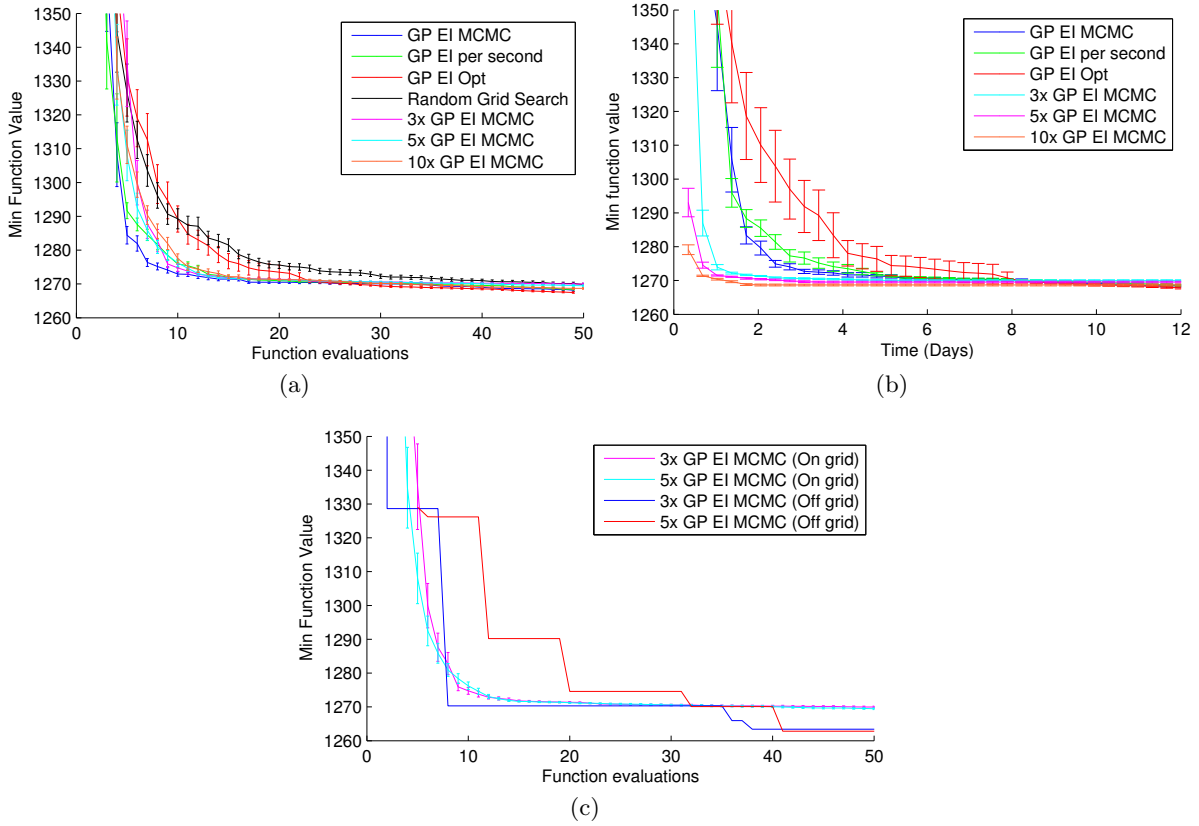 1350
1340
1330
1320
1310
1300
1290
1280
1270
1260
Min Function Value
0 10 20 30 40 50
Function evaluations
GP EI MCMC
GP EI per second
GP EI Opt
Random Grid Search
3x GP EI MCMC
5x GP EI MCMC
10x GP EI MCMC
(a)
1350
1340
1330
1320
1310
1300
1290
1280
1270
1260
Min function value
0 2 4 6 8 10 12
Time (Days)
GP EI MCMC
GP EI per second
GP EI Opt
3x GP EI MCMC
5x GP EI MCMC
10x GP EI MCMC
(b)
1350
1340
1330
1320
1310
1300
1290
1280
1270
1260
Min Function Value
0 10 20 30 40 50
Function evaluations
3x GP EI MCMC (On grid)
5x GP EI MCMC (On grid)
3x GP EI MCMC (Off grid)
5x GP EI MCMC (Off grid)
(c)